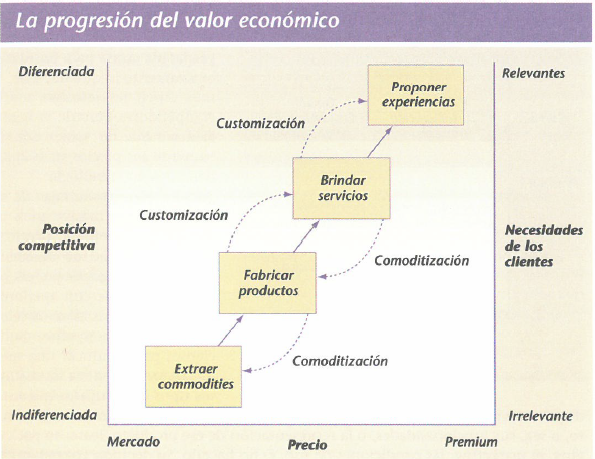 La progresión del valor económico
Diferenciada
Relevantes
Proponer
experiencias
Customización
Brindar
servicios
Customización
Posición
competitiva
Necesidades
de los
clientes
Comoditización
Fabricar
productos
Comoditización
Extraer
commodities
Indiferenciada
Irrelevante
Mercado
Precio
Premium